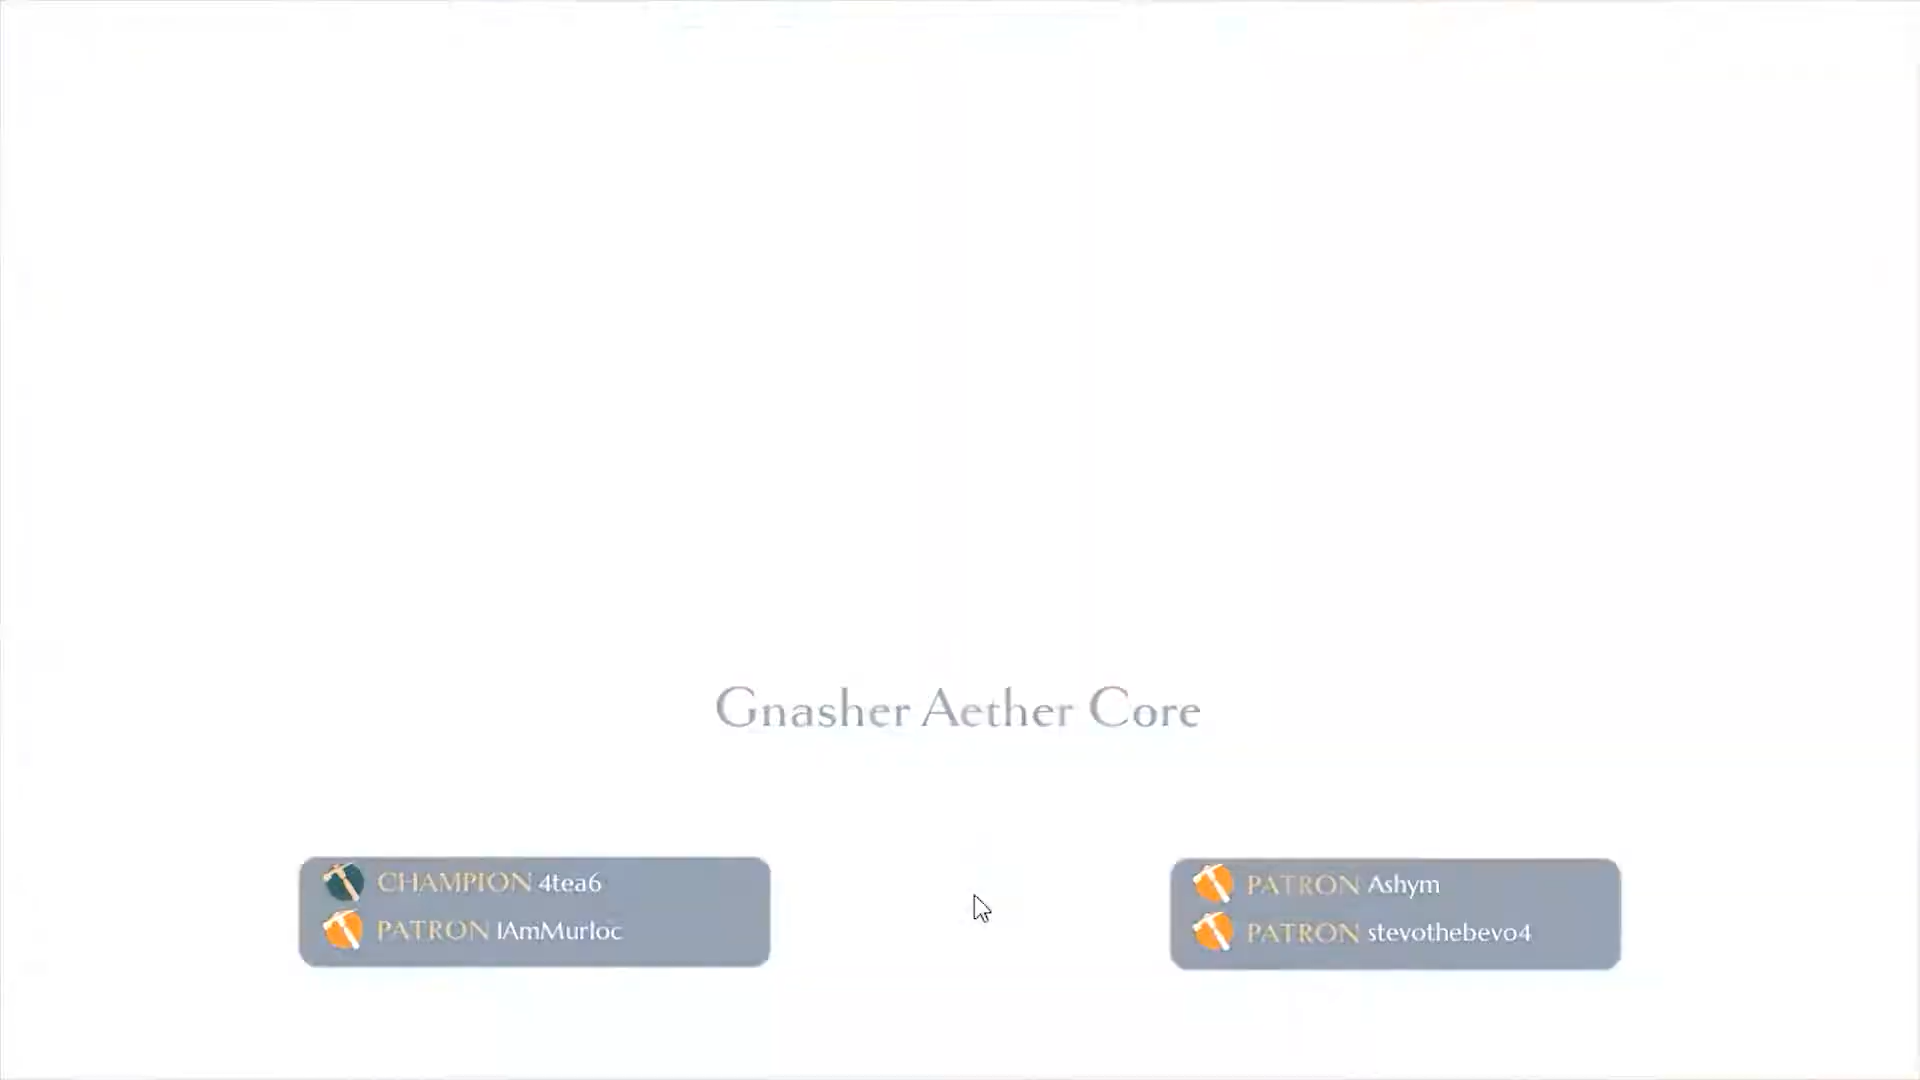 Gnasher Aether Core
CHAMPION 4tea6
PATRON IAmMurloc
PATRON Ashym
PATRON stevothebevo4